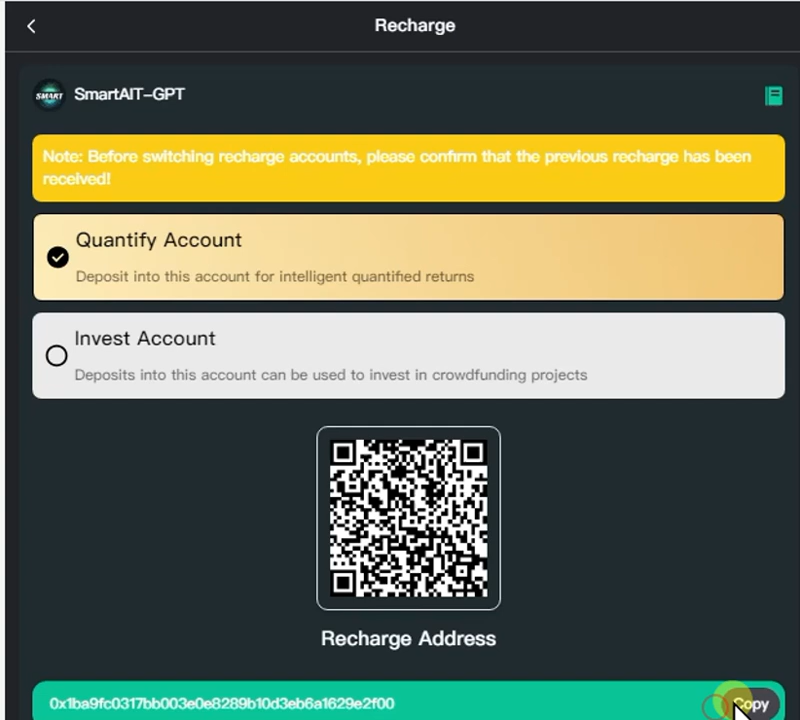 Recharge
SMART
SmartAIT-GPT
Note: Before switching recharge accounts, please confirm that the previous recharge has been
received!
Quantify Account
Deposit into this account for intelligent quantified returns
Invest Account
Deposits into this account can be used to invest in crowdfunding projects
Recharge Address
0x1ba9fc0317bb003e0e8289b10d3eb6a1629e2f00
Copy